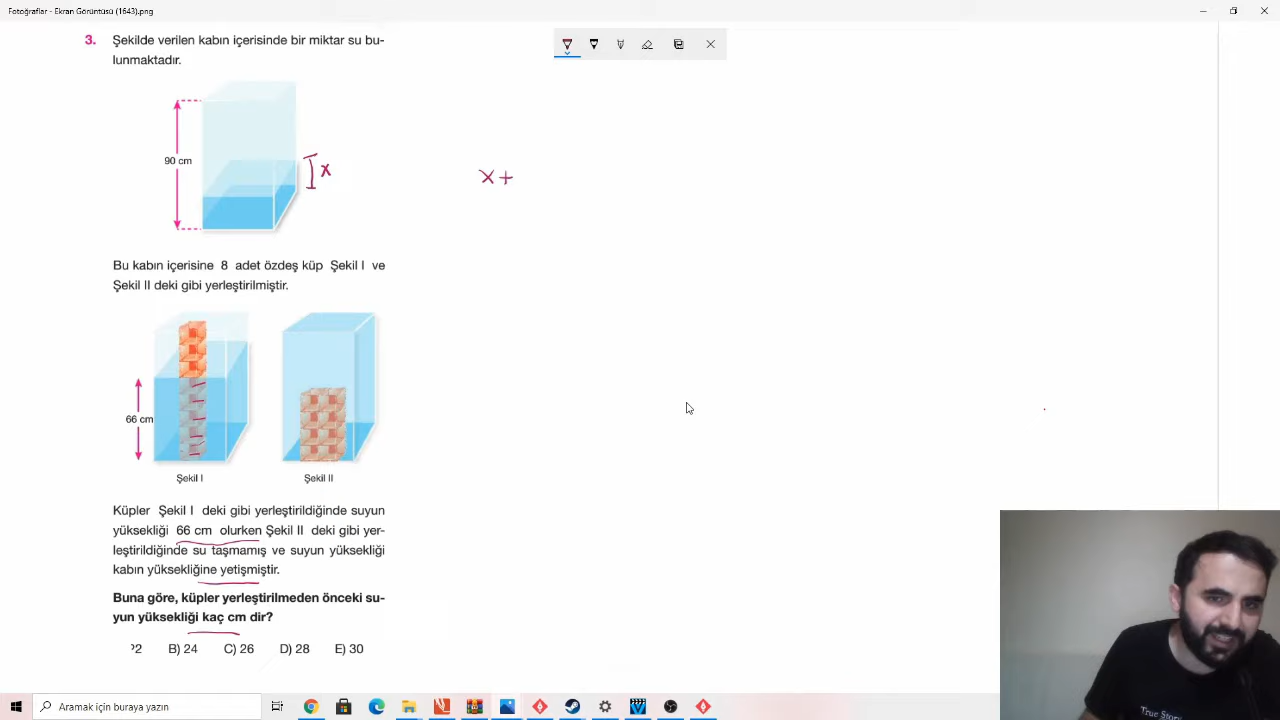 Fotoğraflar - Ekran Görüntüsü (1643).png
3. Şekilde verilen kabın içerisinde bir miktar su bu-
lunmaktadır.
90 cm
x
x+
Bu kabın içerisine 8 adet özdeş küp Şekil I ve
Şekil II deki gibi yerleştirilmiştir.
66 cm
Şekil I
Şekil II
Küpler Şekil I deki gibi yerleştirildiğinde suyun
yüksekliği 66 cm olurken Şekil II deki gibi yer-
leştirildiğinde su taşmamış ve suyun yüksekliği
kabın yüksekliğine yetişmiştir.
Buna göre, küpler yerleştirilmeden önceki su-
yun yüksekliği kaç cm dir?
22 B) 24 C) 26 D) 28 E) 30
Aramak için buraya yazın
True Story